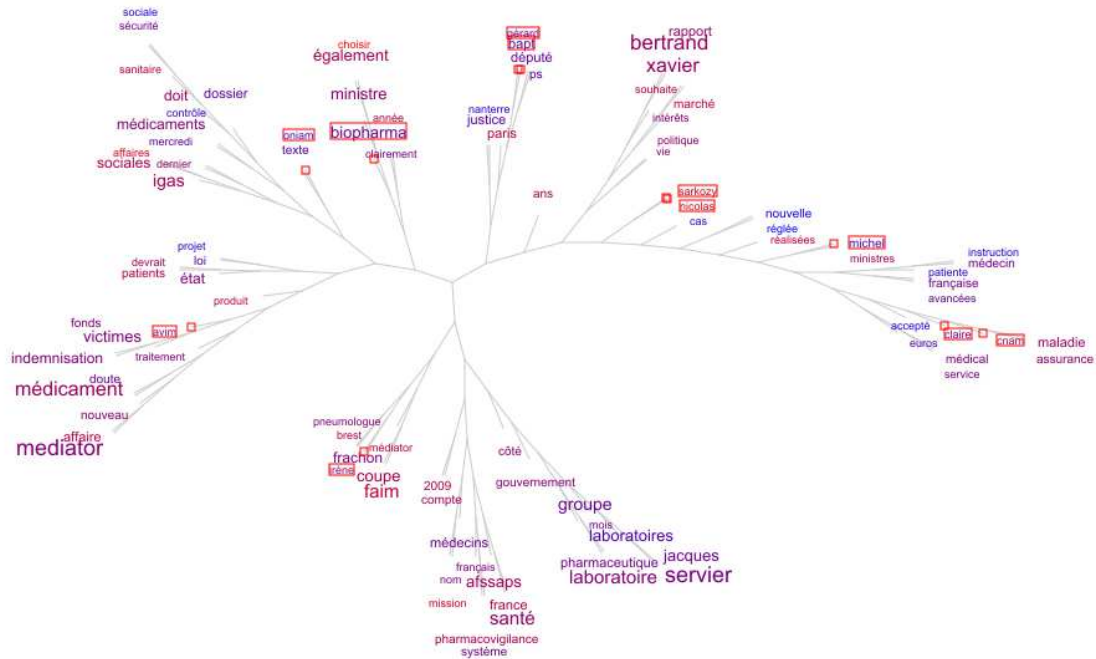 sociale
sécurité
sanitaire
doit
dossier
contrôle
médicaments
mercredi
affaires
sociales
dernier
igas
choisir
également
ministre
année
biopharma
clairement
oniam
texte
gérard
bapt
député
ps
nanterre
justice
paris
ans
rapport
bertrand
xavier
souhaite
marché
intérêts
politique
vie
sarkozy
nicolas
cas
nouvelle
réglée
réalisées
michel
ministres
instruction
médecin
patiente
française
avancées
accepté
claire
cnam
euros
maladie
médical
assurance
service
projet
loi
devrait
patients
état
produit
fonds
victimes
avim
indemnisation
traitement
doute
médicament
nouveau
affaire
mediator
pneumologue
brest
médiator
frachon
irène
coupe
faim
2009
compte
côté
gouvernement
groupe
mois
laboratoires
médecins
pharmaceutique
jacques
français
laboratoire
servier
nom
afssaps
mission
france
santé
pharmacovigilance
système